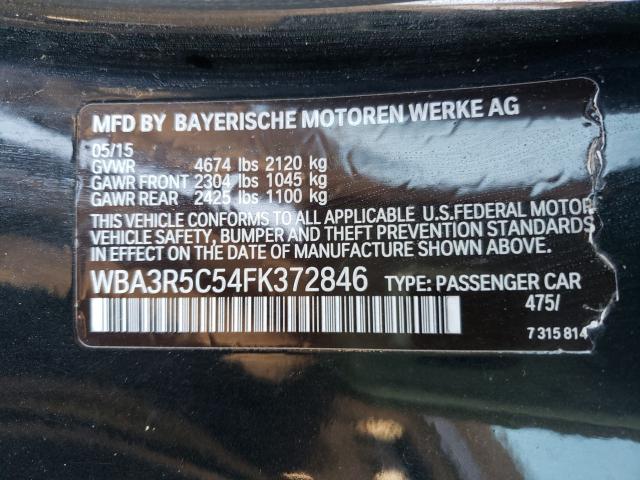 MFD BY BAYERISCHE MOTOREN WERKE AG
05/15
GVWR 4674 lbs 2120 kg
GAWR FRONT 2304 lbs 1045 kg
GAWR REAR 2425 lbs 1100 kg
THIS VEHICLE CONFORMS TO ALL APPLICABLE U.S.FEDERAL MOTOR
VEHICLE SAFETY, BUMPER AND THEFT PREVENTION STANDARDS
IN EFFECT ON THE DATE OF MANUFACTURE SHOWN ABOVE.
WBA3R5C54FK372846 TYPE: PASSENGER CAR
475/
7 315 814